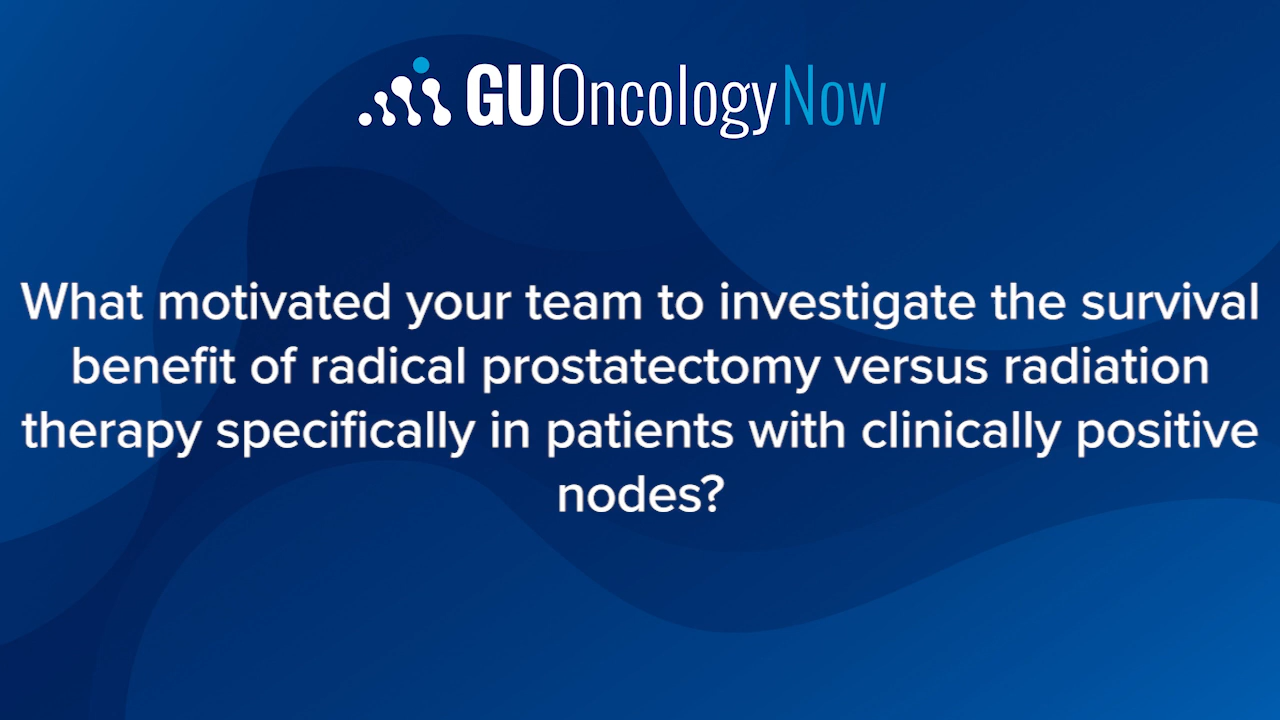 GUOncologyNow
What motivated your team to investigate the survival
benefit of radical prostatectomy versus radiation
therapy specifically in patients with clinically positive
nodes?